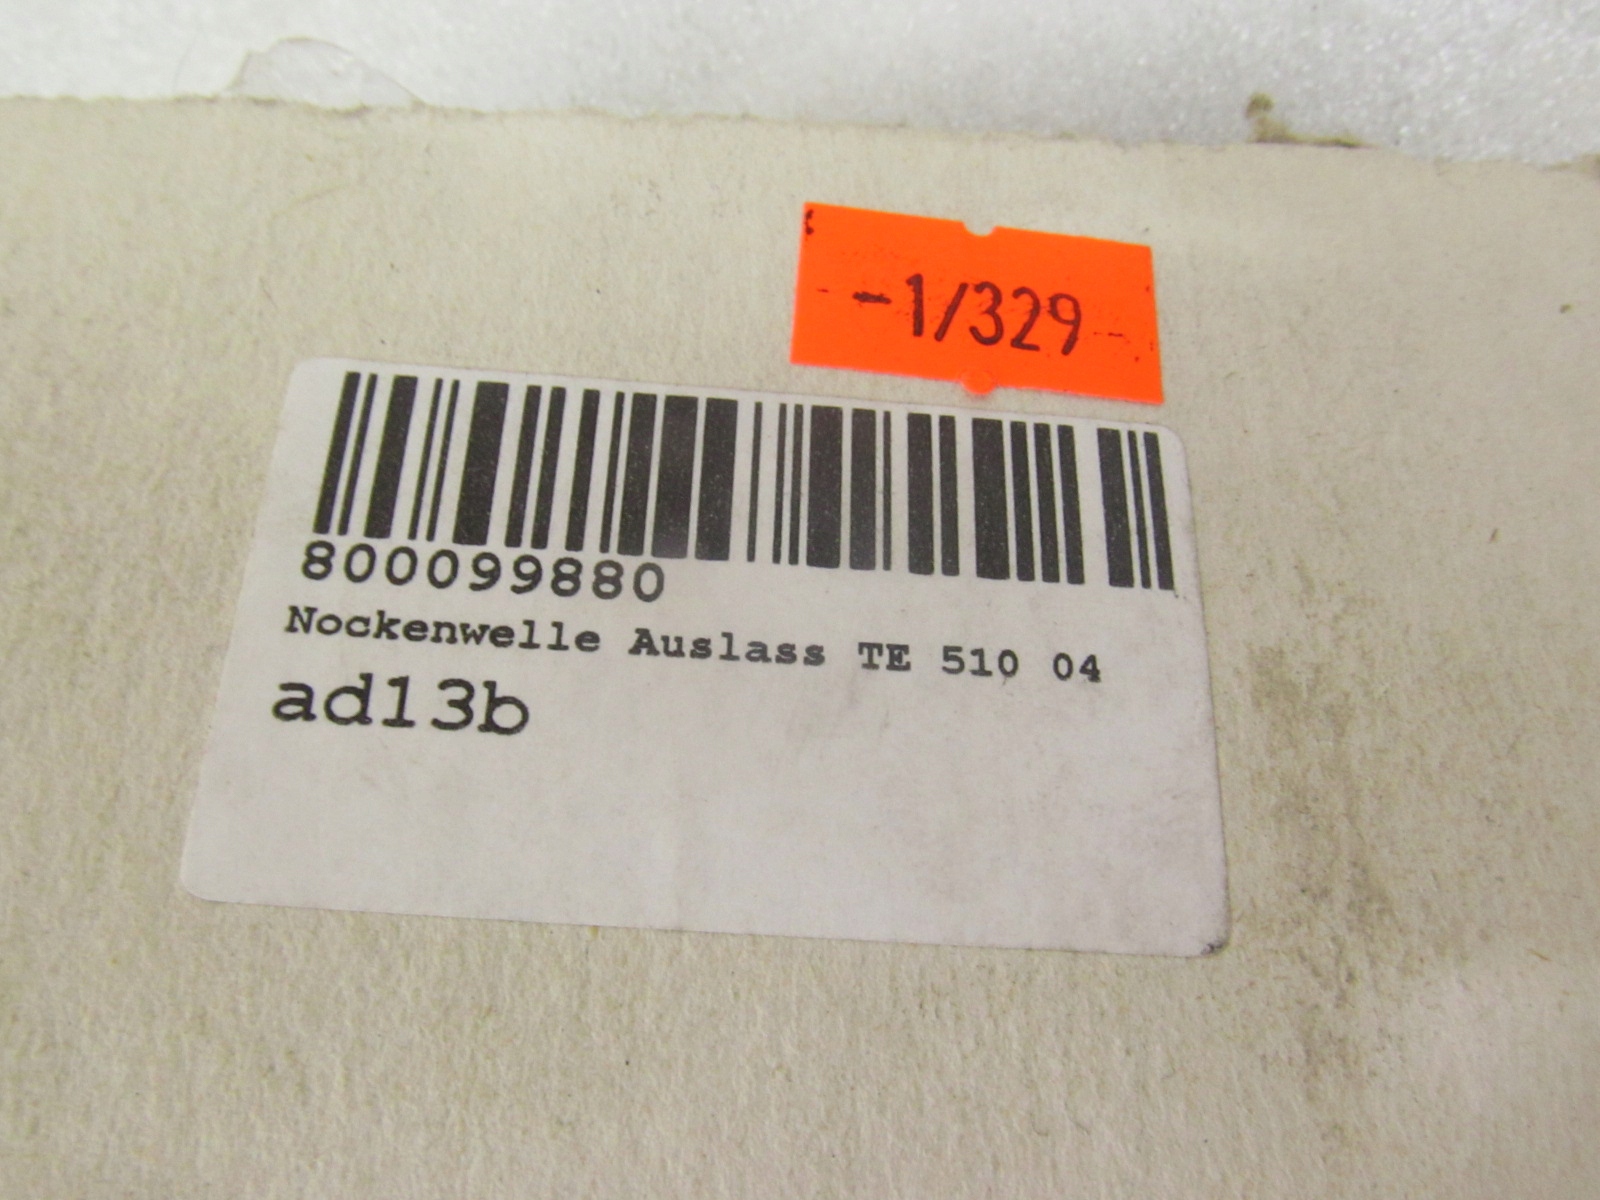 -1/329
800099880
Nockenwelle Auslass TE 510 04
ad13b